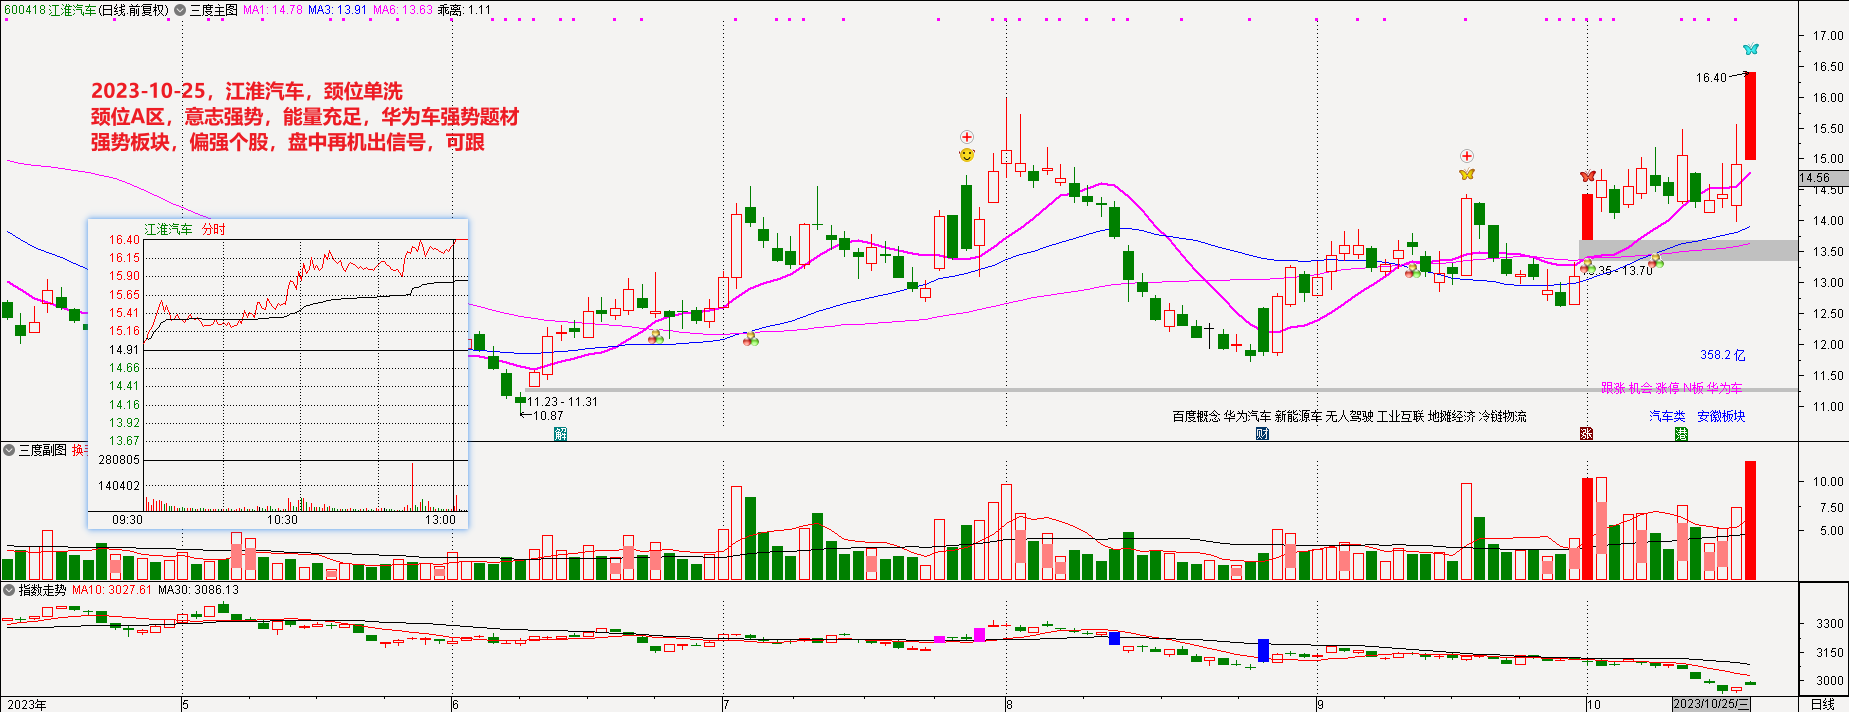 600418 江淮汽车(日线.前复权) 三度主图 MA1: 14.78 MA3: 13.91 MA6: 13.63 乖离: 1.11
2023-10-25，江淮汽车，颈位单洗
颈位A区，意志强势，能量充足，华为车强势题材
强势板块，偏强个股，盘中再机出信号，可跟
17.00
16.50
16.00
15.50
15.00
14.56
14.50
14.00
13.50
13.00
12.50
12.00
11.50
11.00
16.40
江淮汽车 分时
16.40
16.15
15.90
15.65
15.41
15.16
14.91
14.66
14.41
14.16
13.92
13.67
280805
140402
09:30 10:30 13:00
11.23 - 11.31
10.87
35 - 13.70
358.2 亿
跟涨 机会 涨停 N板 华为车
百度概念 华为汽车 新能源车 无人驾驶 工业互联 地摊经济 冷链物流
汽车类 安徽板块
解 财 涨 港
三度副图 换
10.00
7.50
5.00
指数走势 MA10: 3027.61 MA30: 3086.13
3300
3150
3000
2023年 5 6 7 8 9 10 2023/10/25/三 日线